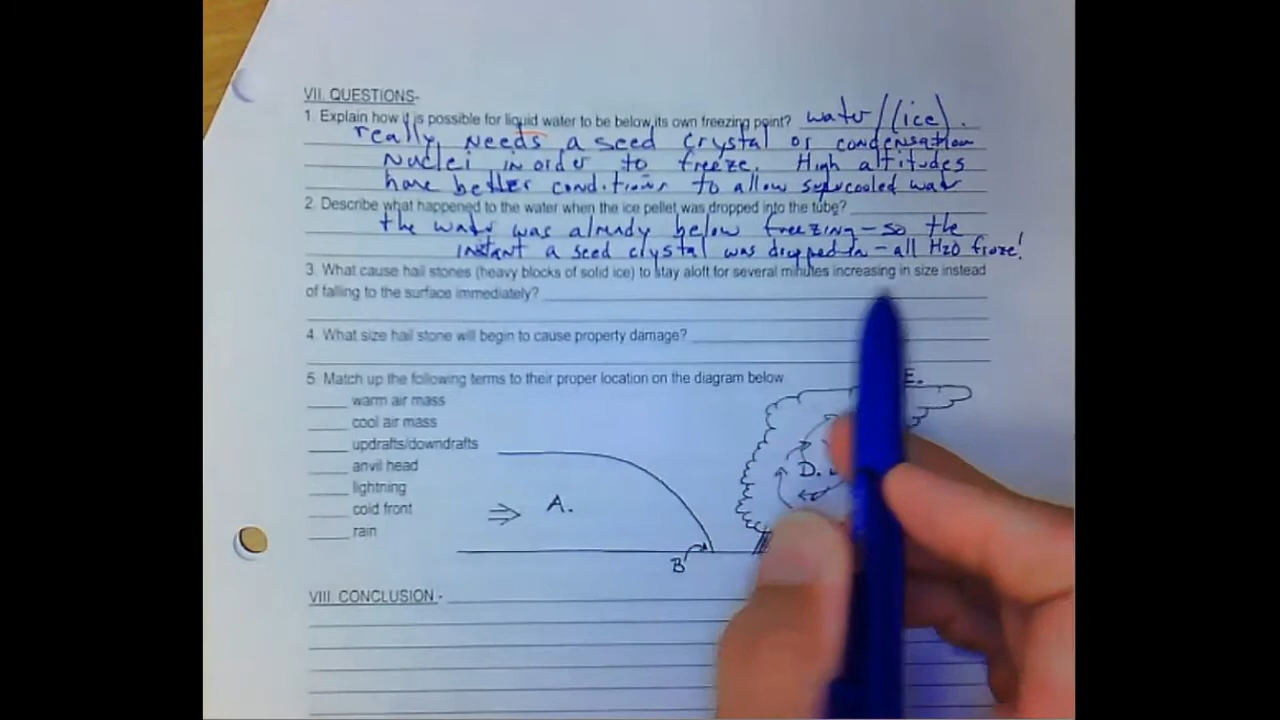 VII. QUESTIONS-
1. Explain how it is possible for liquid water to be below its own freezing point? water/(ice).
really needs a seed crystal or condensation
Nuclei in order to freeze. High altitudes
have better conditions to allow supercooled water
2. Describe what happened to the water when the ice pellet was dropped into the tube?
the water was already below freezing - so the
instant a seed crystal was dropped in - all H2O froze!
3. What cause hail stones (heavy blocks of solid ice) to stay aloft for several minutes increasing in size instead
of falling to the surface immediately?
4. What size hail stone will begin to cause property damage?
5. Match up the following terms to their proper location on the diagram below
E.
warm air mass
cool air mass
updrafts/downdrafts
anvil head
D.
lightning
A.
cold front
rain
B
VIII. CONCLUSION -